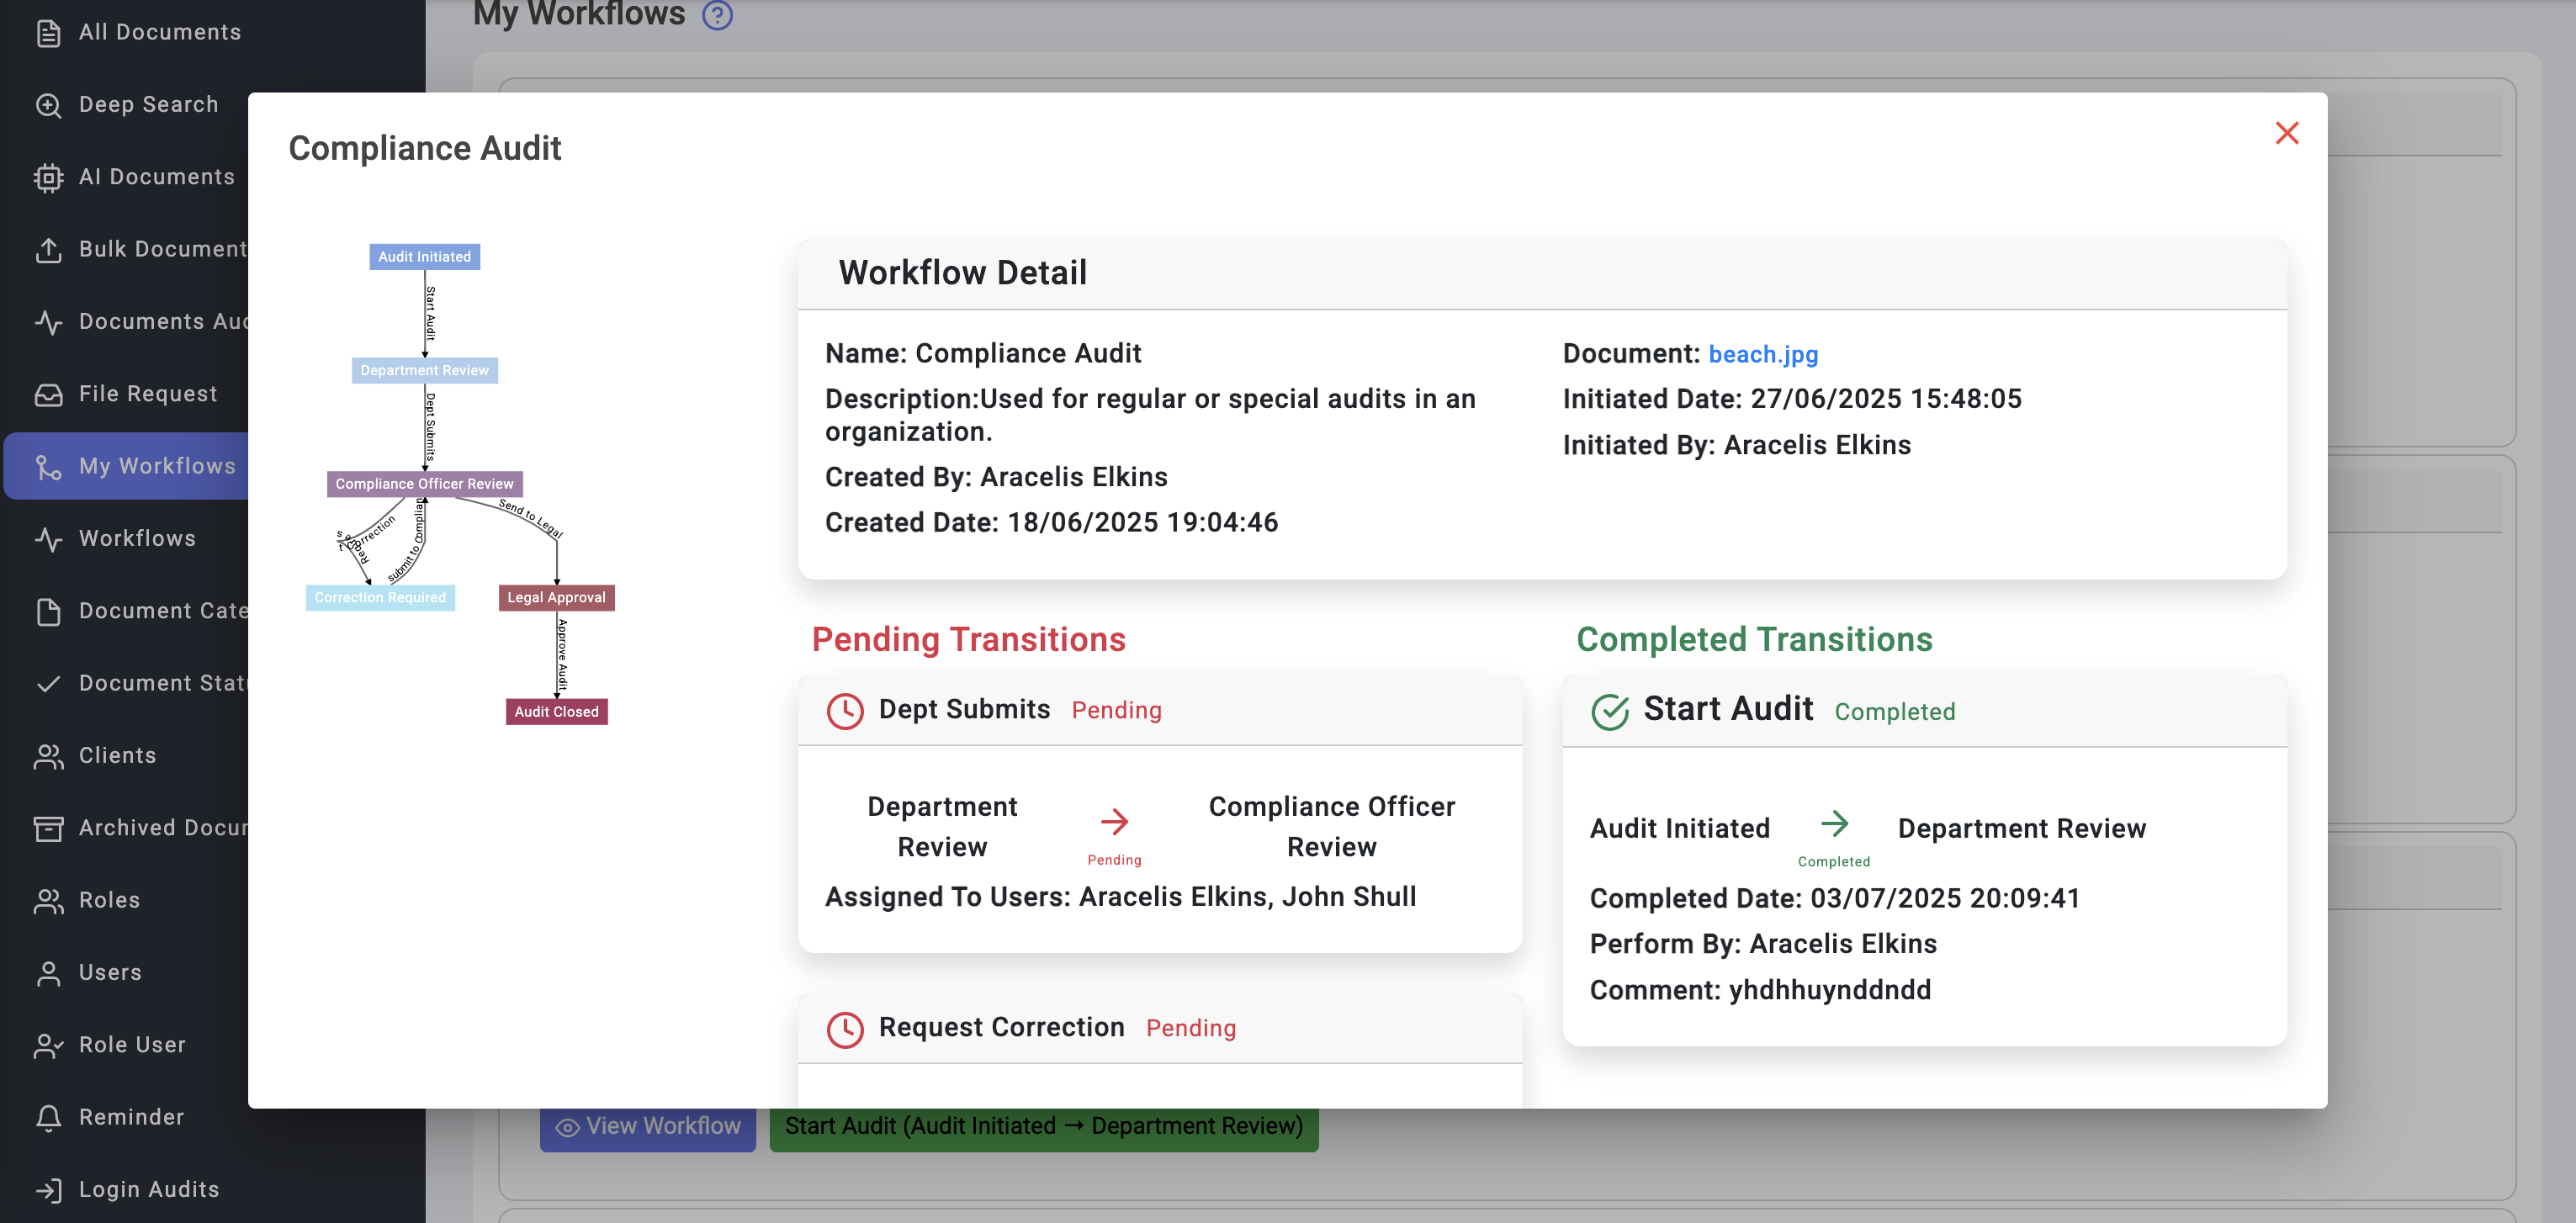 All Documents
Deep Search
AI Documents
Bulk Document
Documents Aud
File Request
My Workflows
Workflows
Document Cate
Document Statu
Clients
Archived Docum
Roles
Users
Role User
Reminder
Login Audits
My Workflows ?
Compliance Audit
Audit Initiated
Start Audit
Department Review
Dept Submits
Compliance Officer Review
Correction
Send to Legal
Correction Required
Legal Approval
Approve Audit
Audit Closed
Workflow Detail
Name: Compliance Audit
Description:Used for regular or special audits in an
organization.
Created By: Aracelis Elkins
Created Date: 18/06/2025 19:04:46
Document: beach.jpg
Initiated Date: 27/06/2025 15:48:05
Initiated By: Aracelis Elkins
Pending Transitions
Dept Submits Pending
Department
Review
Pending
Compliance Officer
Review
Assigned To Users: Aracelis Elkins, John Shull
Request Correction Pending
Completed Transitions
Start Audit Completed
Audit Initiated
Completed
Department Review
Completed Date: 03/07/2025 20:09:41
Perform By: Aracelis Elkins
Comment: yhdhhuynddndd
View Workflow
Start Audit (Audit Initiated → Department Review)